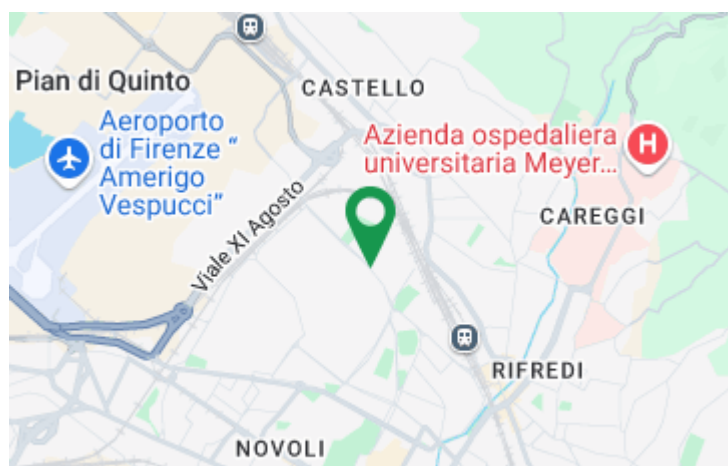 Pian di Quinto
CASTELLO
Aeroporto
di Firenze “
Amerigo
Vespucci”
Azienda ospedaliera
universitaria Meyer...
H
CAREGGI
Viale XI Agosto
RIFREDI
NOVOLI